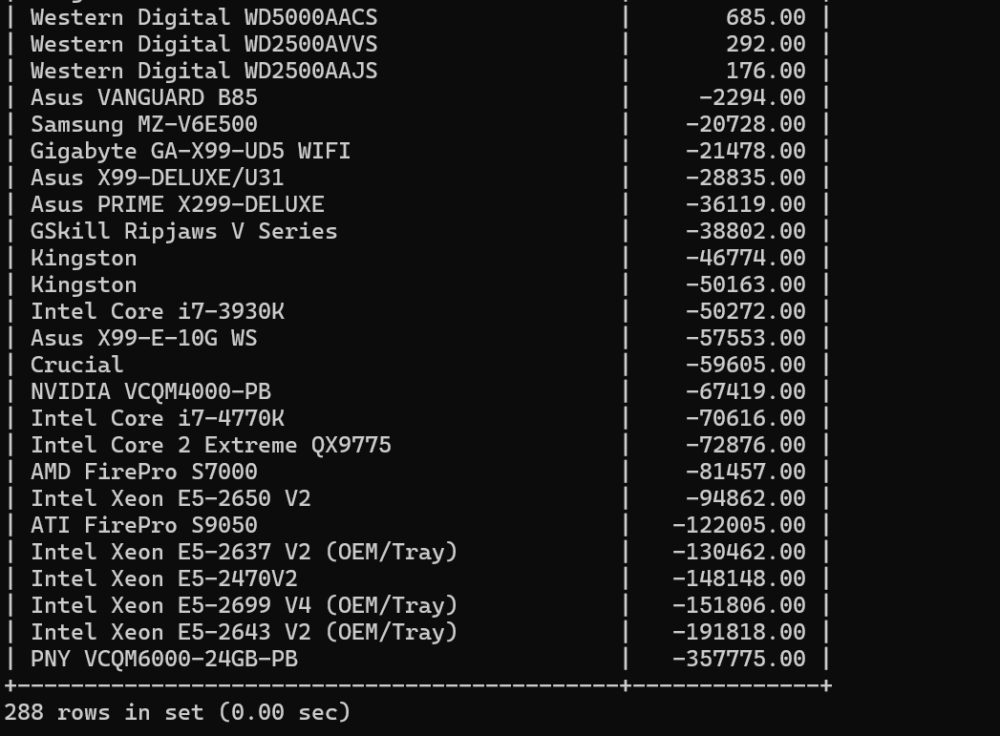 | Western Digital WD5000AACS | 685.00 |
| Western Digital WD2500AVVS | 292.00 |
| Western Digital WD2500AAJS | 176.00 |
| Asus VANGUARD B85 | -2294.00 |
| Samsung MZ-V6E500 | -20728.00 |
| Gigabyte GA-X99-UD5 WIFI | -21478.00 |
| Asus X99-DELUXE/U31 | -28835.00 |
| Asus PRIME X299-DELUXE | -36119.00 |
| GSkill Ripjaws V Series | -38802.00 |
| Kingston | -46774.00 |
| Kingston | -50163.00 |
| Intel Core i7-3930K | -50272.00 |
| Asus X99-E-10G WS | -57553.00 |
| Crucial | -59605.00 |
| NVIDIA VCQM4000-PB | -67419.00 |
| Intel Core i7-4770K | -70616.00 |
| Intel Core 2 Extreme QX9775 | -72876.00 |
| AMD FirePro S7000 | -81457.00 |
| Intel Xeon E5-2650 V2 | -94862.00 |
| ATI FirePro S9050 | -122005.00 |
| Intel Xeon E5-2637 V2 (OEM/Tray) | -130462.00 |
| Intel Xeon E5-2470V2 | -148148.00 |
| Intel Xeon E5-2699 V4 (OEM/Tray) | -151806.00 |
| Intel Xeon E5-2643 V2 (OEM/Tray) | -191818.00 |
| PNY VCQM6000-24GB-PB | -357775.00 |
+---------------------------------------------+---------------+
288 rows in set (0.00 sec)